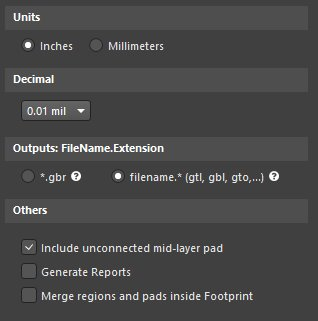 Units
Inches Millimeters
Decimal
0.01 mil
Outputs: FileName.Extension
*.gbr ? filename.* (gtl, gbl, gto,...) ?
Others
Include unconnected mid-layer pad
Generate Reports
Merge regions and pads inside Footprint